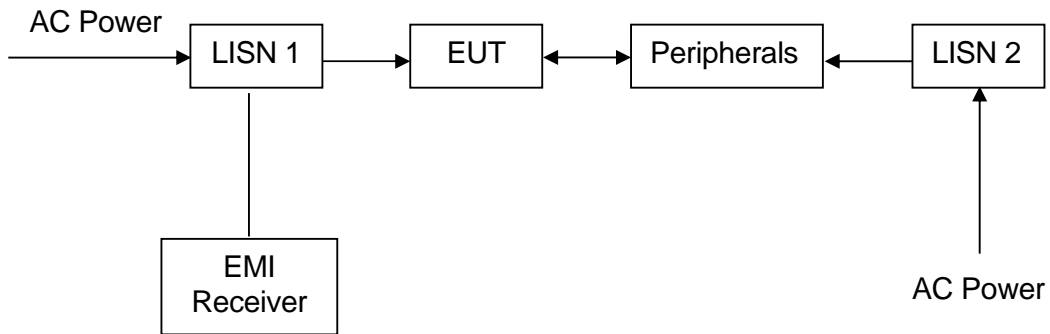 AC Power
LISN 1
EUT
Peripherals
LISN 2
EMI
Receiver
AC Power